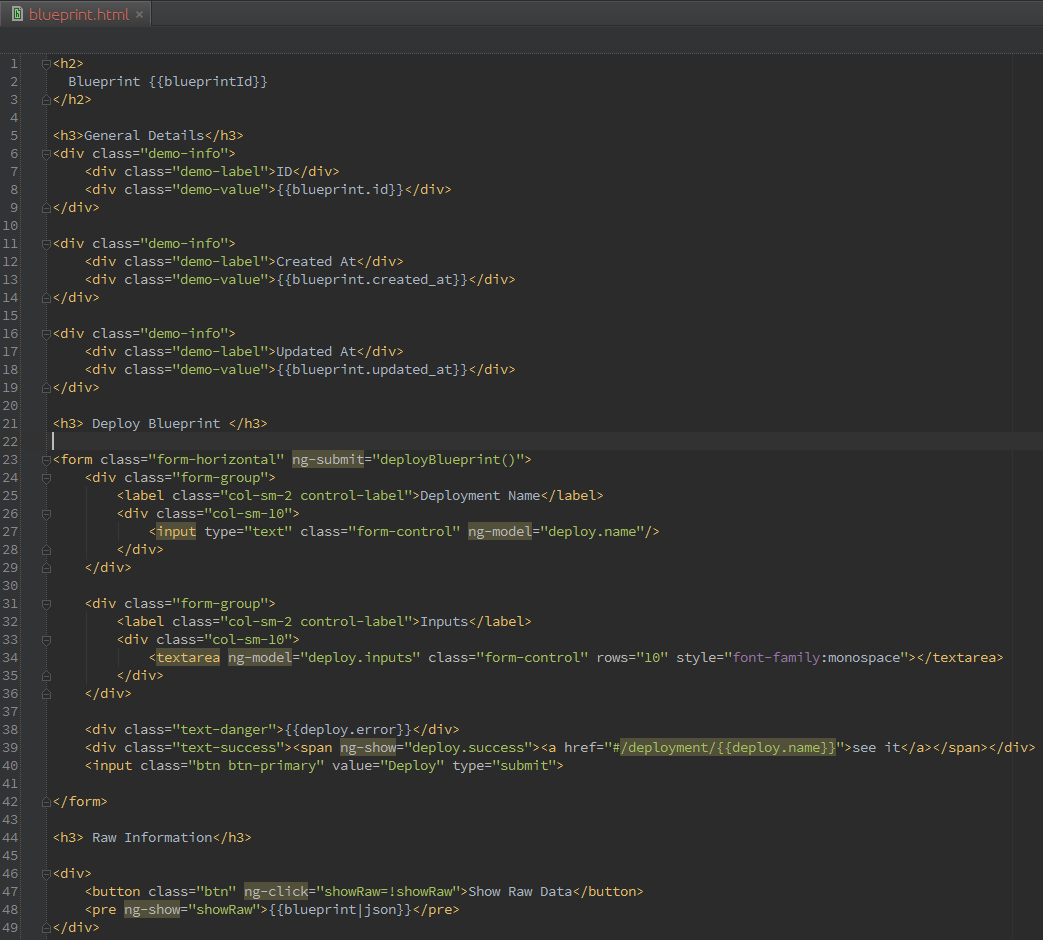 blueprint.html ×
1 <h2>
2   Blueprint {{blueprintId}}
3 </h2>
4
5 <h3>General Details</h3>
6 <div class="demo-info">
7     <div class="demo-label">ID</div>
8     <div class="demo-value">{{blueprint.id}}</div>
9 </div>
10
11 <div class="demo-info">
12     <div class="demo-label">Created At</div>
13     <div class="demo-value">{{blueprint.created_at}}</div>
14 </div>
15
16 <div class="demo-info">
17     <div class="demo-label">Updated At</div>
18     <div class="demo-value">{{blueprint.updated_at}}</div>
19 </div>
20
21 <h3> Deploy Blueprint </h3>
22
23 <form class="form-horizontal" ng-submit="deployBlueprint()">
24     <div class="form-group">
25         <label class="col-sm-2 control-label">Deployment Name</label>
26         <div class="col-sm-10">
27             <input type="text" class="form-control" ng-model="deploy.name"/>
28         </div>
29     </div>
30
31     <div class="form-group">
32         <label class="col-sm-2 control-label">Inputs</label>
33         <div class="col-sm-10">
34             <textarea ng-model="deploy.inputs" class="form-control" rows="10" style="font-family:monospace"></textarea>
35         </div>
36     </div>
37
38     <div class="text-danger">{{deploy.error}}</div>
39     <div class="text-success"><span ng-show="deploy.success"><a href="#/deployment/{{deploy.name}}">see it</a></span></div>
40     <input class="btn btn-primary" value="Deploy" type="submit">
41
42 </form>
43
44 <h3> Raw Information</h3>
45
46 <div>
47     <button class="btn" ng-click="showRaw=!showRaw">Show Raw Data</button>
48     <pre ng-show="showRaw">{{blueprint|json}}</pre>
49 </div>